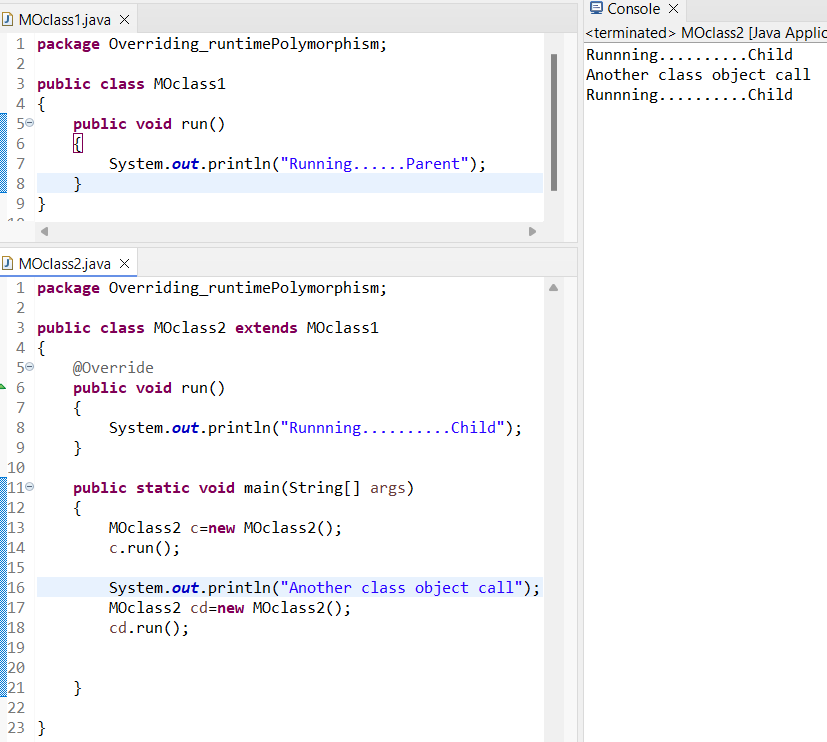 MOclass1.java
1 package Overriding_runtimePolymorphism;
2
3 public class MOclass1
4 {
5 public void run()
6 {
7 System.out.println("Running......Parent");
8 }
9 }
MOclass2.java
1 package Overriding_runtimePolymorphism;
2
3 public class MOclass2 extends MOclass1
4 {
5 @Override
6 public void run()
7 {
8 System.out.println("Runnning..........Child");
9 }
10
11 public static void main(String[] args)
12 {
13 MOclass2 c=new MOclass2();
14 c.run();
15
16 System.out.println("Another class object call");
17 MOclass2 cd=new MOclass2();
18 cd.run();
19
20
21 }
22
23 }
Console
<terminated> MOclass2 [Java Applic
Runnning..........Child
Another class object call
Runnning..........Child